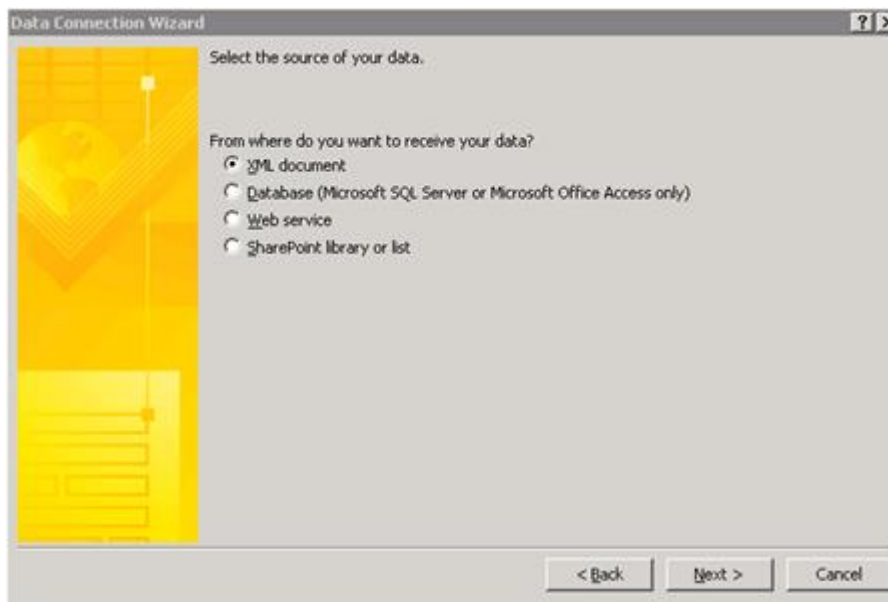 Data Connection Wizard
Select the source of your data.
From where do you want to receive your data?
XML document
Database (Microsoft SQL Server or Microsoft Office Access only)
Web service
SharePoint library or list
< Back Next > Cancel